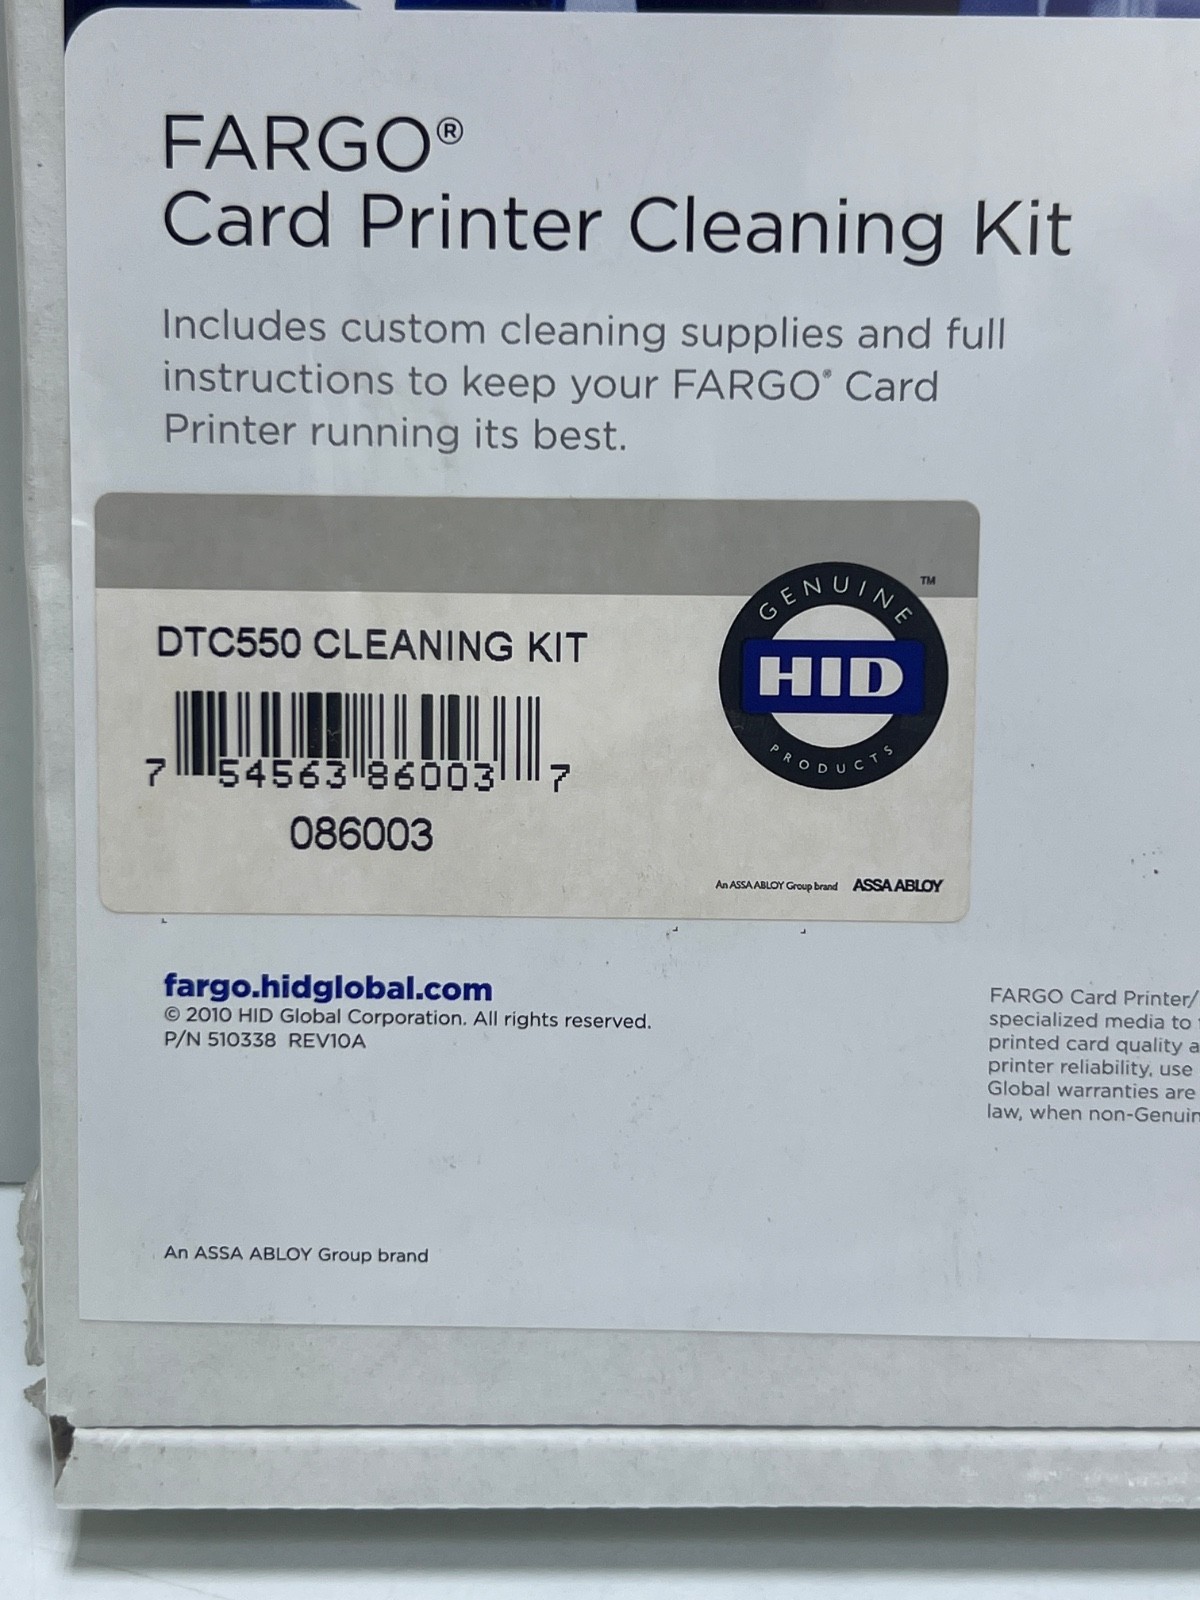 FARGO®
Card Printer Cleaning Kit
Includes custom cleaning supplies and full
instructions to keep your FARGO® Card
Printer running its best.
DTC550 CLEANING KIT
7 54563 86003 7
086003
GENUINE ™
HID
PRODUCTS
An ASSA ABLOY Group brand ASSA ABLOY
fargo.hidglobal.com
© 2010 HID Global Corporation. All rights reserved.
P/N 510338 REV10A
FARGO Card Printer/
specialized media to
printed card quality a
printer reliability, use
Global warranties are
law, when non-Genuin
An ASSA ABLOY Group brand